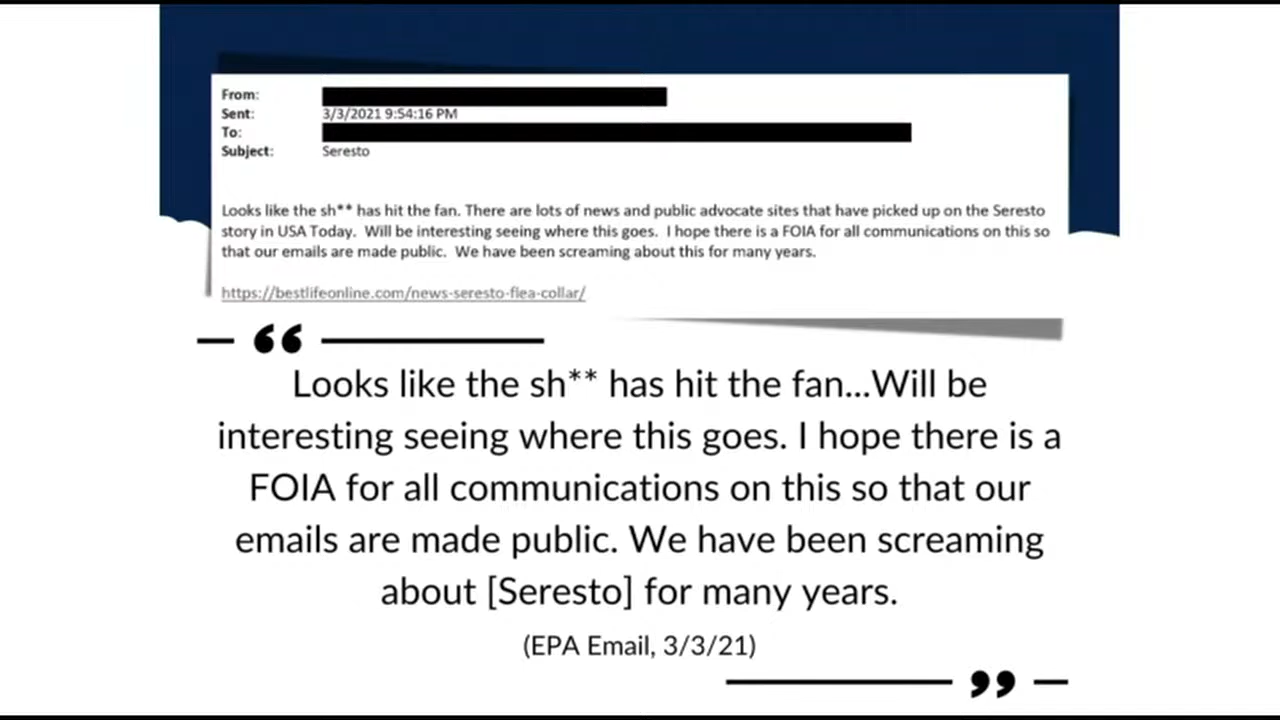 From:
Sent: 3/3/2021 9:54:16 PM
To:
Subject: Seresto
Looks like the sh** has hit the fan. There are lots of news and public advocate sites that have picked up on the Seresto
story in USA Today. Will be interesting seeing where this goes. I hope there is a FOIA for all communications on this so
that our emails are made public. We have been screaming about this for many years.
https://bestlifeonline.com/news-seresto-flea-collar/
“
Looks like the sh** has hit the fan...Will be
interesting seeing where this goes. I hope there is a
FOIA for all communications on this so that our
emails are made public. We have been screaming
about [Seresto] for many years.
(EPA Email, 3/3/21)
”